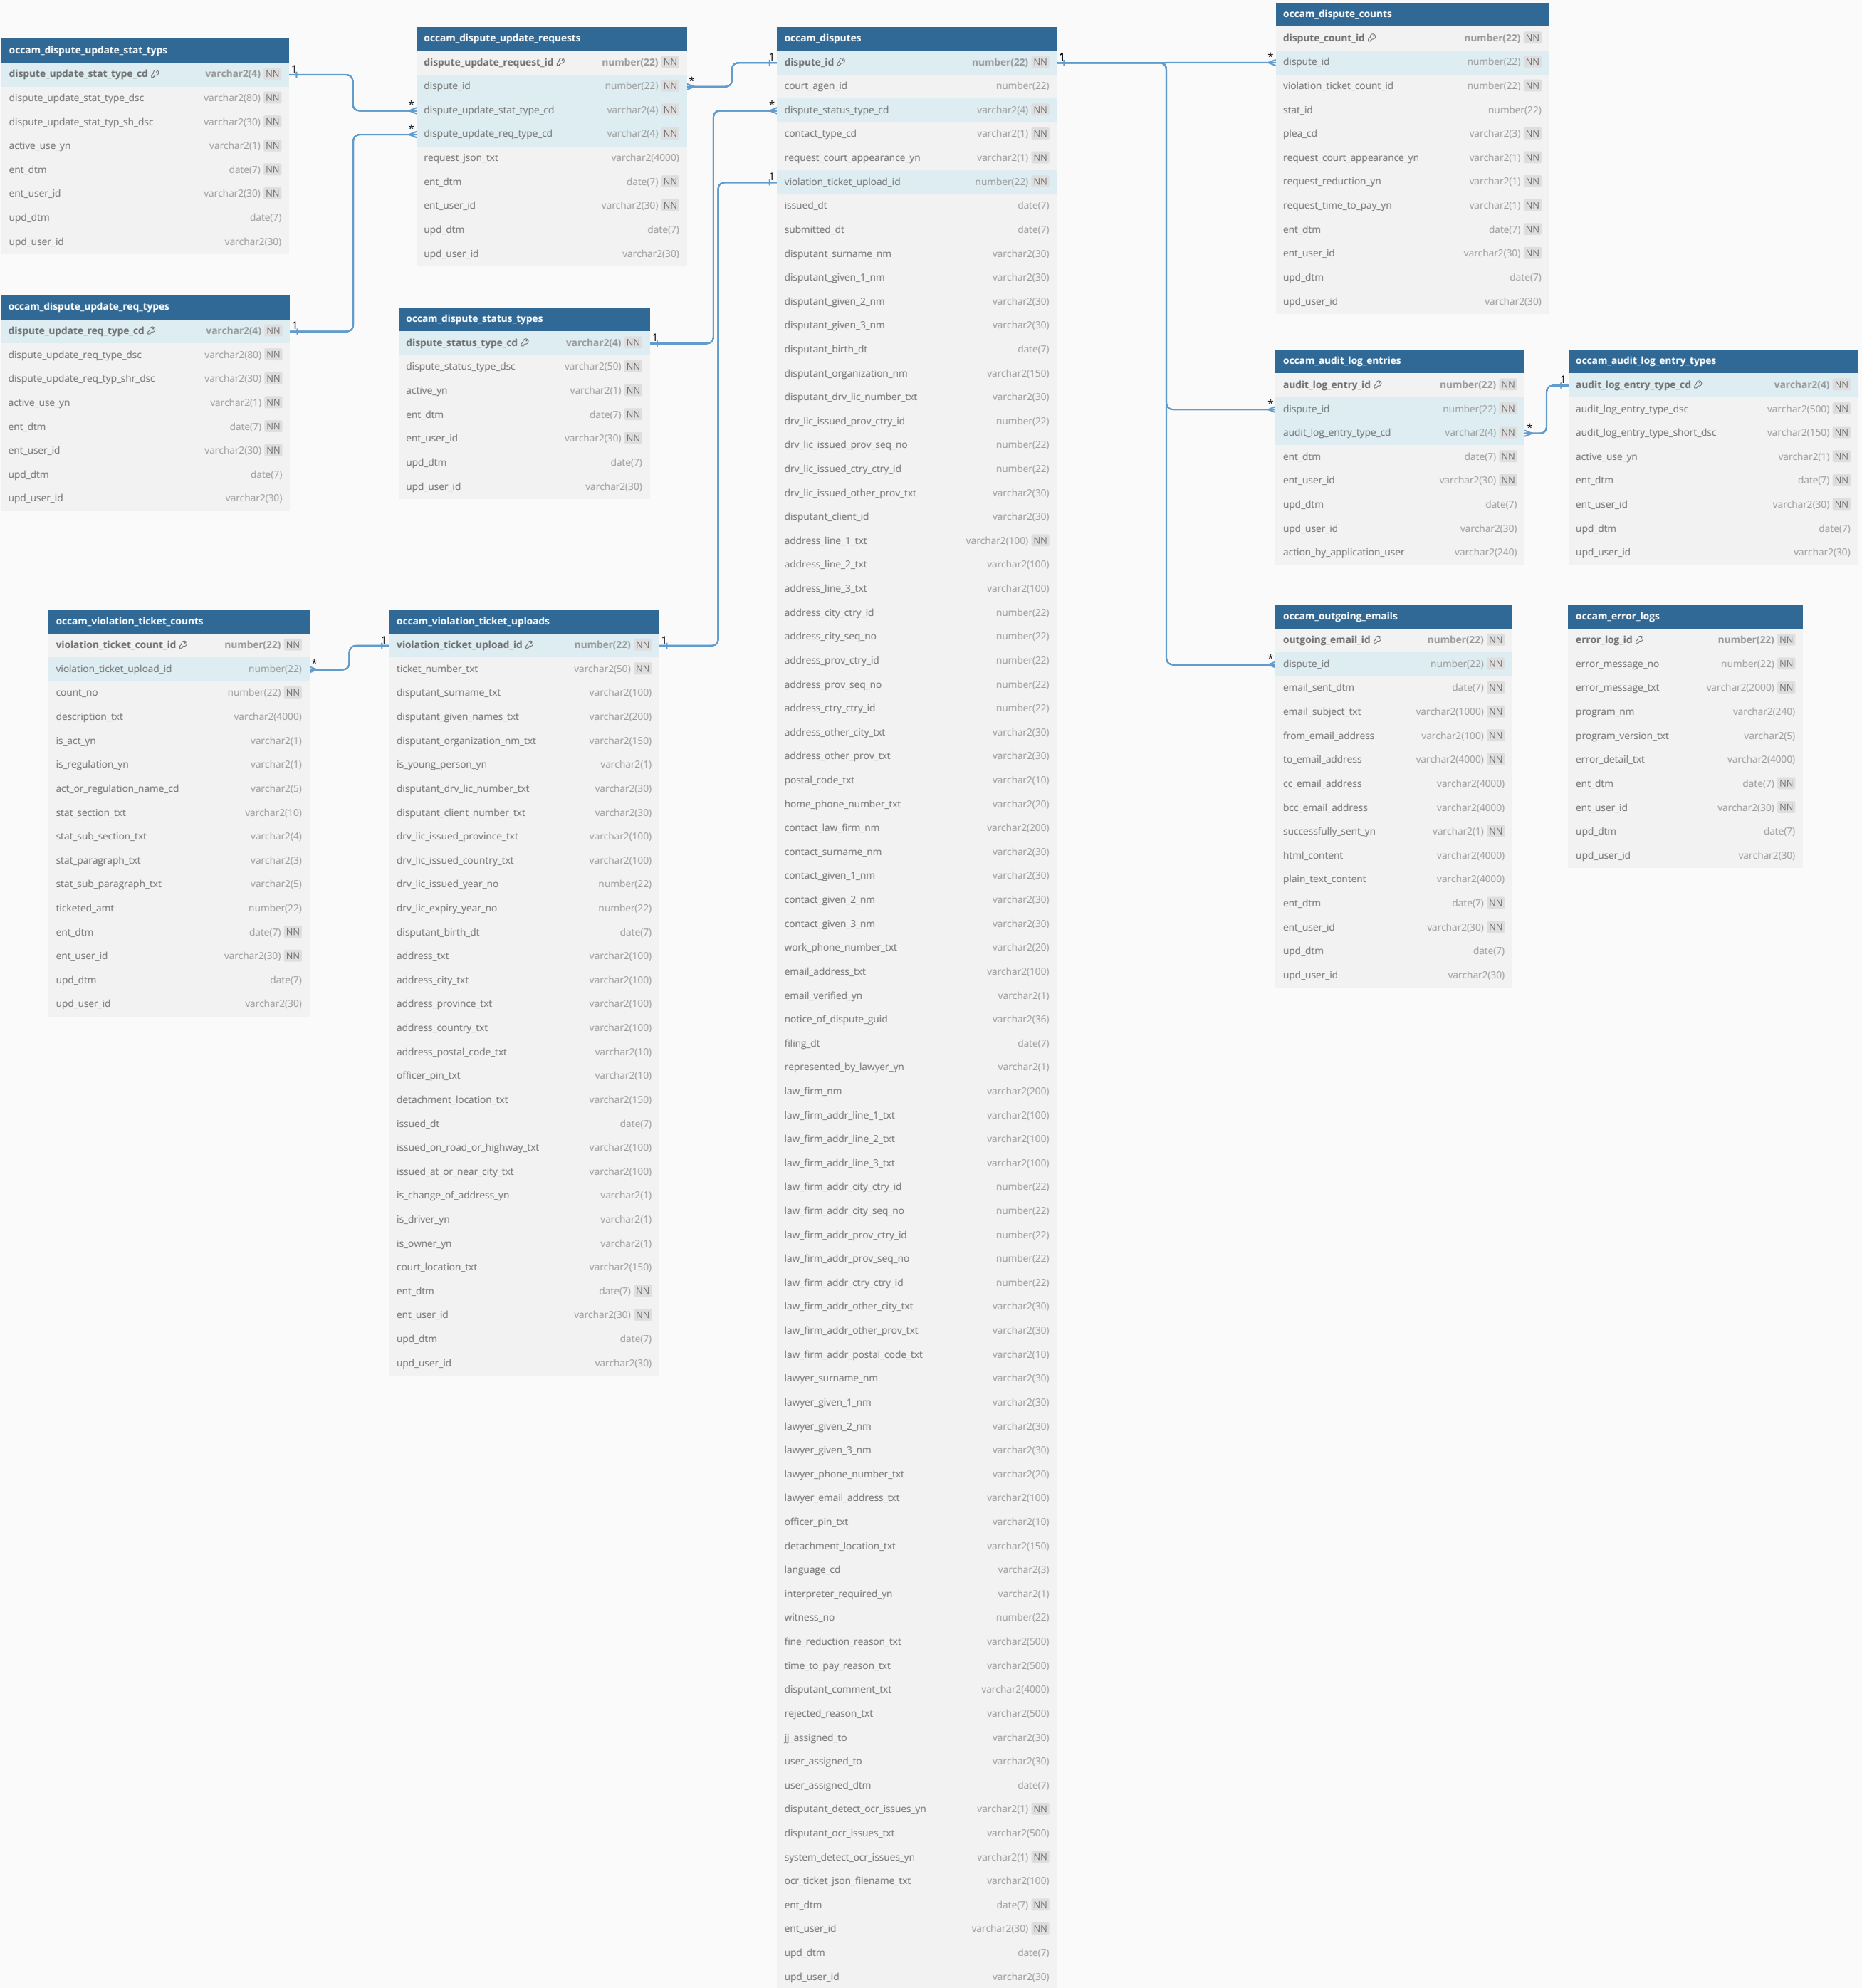 occam_dispute_update_stat_typs
dispute_update_stat_type_cd varchar2(4) NN
dispute_update_stat_type_dsc varchar2(80) NN
dispute_update_stat_typ_sh_dsc varchar2(30) NN
active_use_yn varchar2(1) NN
ent_dtm date(7) NN
ent_user_id varchar2(30) NN
upd_dtm date(7)
upd_user_id varchar2(30)
1
*
occam_dispute_update_req_types
dispute_update_req_type_cd varchar2(4) NN
dispute_update_req_type_dsc varchar2(80) NN
dispute_update_req_typ_shr_dsc varchar2(30) NN
active_use_yn varchar2(1) NN
ent_dtm date(7) NN
ent_user_id varchar2(30) NN
upd_dtm date(7)
upd_user_id varchar2(30)
1
*
occam_dispute_update_requests
dispute_update_request_id number(22) NN
dispute_id number(22) NN
dispute_update_stat_type_cd varchar2(4) NN
dispute_update_req_type_cd varchar2(4) NN
request_json_txt varchar2(4000)
ent_dtm date(7) NN
ent_user_id varchar2(30) NN
upd_dtm date(7)
upd_user_id varchar2(30)
*
1
occam_dispute_status_types
dispute_status_type_cd varchar2(4) NN
dispute_status_type_dsc varchar2(50) NN
active_yn varchar2(1) NN
ent_dtm date(7) NN
ent_user_id varchar2(30) NN
upd_dtm date(7)
upd_user_id varchar2(30)
1
*
occam_violation_ticket_counts
violation_ticket_count_id number(22) NN
violation_ticket_upload_id number(22)
count_no number(22) NN
description_txt varchar2(4000)
is_act_yn varchar2(1)
is_regulation_yn varchar2(1)
act_or_regulation_name_cd varchar2(5)
stat_section_txt varchar2(10)
stat_sub_section_txt varchar2(4)
stat_paragraph_txt varchar2(3)
stat_sub_paragraph_txt varchar2(5)
ticketed_amt number(22)
ent_dtm date(7) NN
ent_user_id varchar2(30) NN
upd_dtm date(7)
upd_user_id varchar2(30)
*
1
occam_violation_ticket_uploads
violation_ticket_upload_id number(22) NN
ticket_number_txt varchar2(50) NN
disputant_surname_txt varchar2(100)
disputant_given_names_txt varchar2(200)
disputant_organization_nm_txt varchar2(150)
is_young_person_yn varchar2(1)
disputant_drv_lic_number_txt varchar2(30)
disputant_client_number_txt varchar2(30)
drv_lic_issued_province_txt varchar2(100)
drv_lic_issued_country_txt varchar2(100)
drv_lic_issued_year_no number(22)
drv_lic_expiry_year_no number(22)
disputant_birth_dt date(7)
address_txt varchar2(100)
address_city_txt varchar2(100)
address_province_txt varchar2(100)
address_country_txt varchar2(100)
address_postal_code_txt varchar2(10)
officer_pin_txt varchar2(10)
detachment_location_txt varchar2(150)
issued_dt date(7)
issued_on_road_or_highway_txt varchar2(100)
issued_at_or_near_city_txt varchar2(100)
is_change_of_address_yn varchar2(1)
is_driver_yn varchar2(1)
is_owner_yn varchar2(1)
court_location_txt varchar2(150)
ent_dtm date(7) NN
ent_user_id varchar2(30) NN
upd_dtm date(7)
upd_user_id varchar2(30)
1
1
occam_disputes
dispute_id number(22) NN
court_agen_id number(22)
dispute_status_type_cd varchar2(4) NN
contact_type_cd varchar2(1) NN
request_court_appearance_yn varchar2(1) NN
violation_ticket_upload_id number(22) NN
issued_dt date(7)
submitted_dt date(7)
disputant_surname_nm varchar2(30)
disputant_given_1_nm varchar2(30)
disputant_given_2_nm varchar2(30)
disputant_given_3_nm varchar2(30)
disputant_birth_dt date(7)
disputant_organization_nm varchar2(150)
disputant_drv_lic_number_txt varchar2(30)
drv_lic_issued_prov_ctry_id number(22)
drv_lic_issued_prov_seq_no number(22)
drv_lic_issued_ctry_ctry_id number(22)
drv_lic_issued_other_prov_txt varchar2(30)
disputant_client_id varchar2(30)
address_line_1_txt varchar2(100) NN
address_line_2_txt varchar2(100)
address_line_3_txt varchar2(100)
address_city_ctry_id number(22)
address_city_seq_no number(22)
address_prov_ctry_id number(22)
address_prov_seq_no number(22)
address_ctry_ctry_id number(22)
address_other_city_txt varchar2(30)
address_other_prov_txt varchar2(30)
postal_code_txt varchar2(10)
home_phone_number_txt varchar2(20)
contact_law_firm_nm varchar2(200)
contact_surname_nm varchar2(30)
contact_given_1_nm varchar2(30)
contact_given_2_nm varchar2(30)
contact_given_3_nm varchar2(30)
work_phone_number_txt varchar2(20)
email_address_txt varchar2(100)
email_verified_yn varchar2(1)
notice_of_dispute_guid varchar2(36)
filing_dt date(7)
represented_by_lawyer_yn varchar2(1)
law_firm_nm varchar2(200)
law_firm_addr_line_1_txt varchar2(100)
law_firm_addr_line_2_txt varchar2(100)
law_firm_addr_line_3_txt varchar2(100)
law_firm_addr_city_ctry_id number(22)
law_firm_addr_city_seq_no number(22)
law_firm_addr_prov_ctry_id number(22)
law_firm_addr_prov_seq_no number(22)
law_firm_addr_ctry_ctry_id number(22)
law_firm_addr_other_city_txt varchar2(30)
law_firm_addr_other_prov_txt varchar2(30)
law_firm_addr_postal_code_txt varchar2(10)
lawyer_surname_nm varchar2(30)
lawyer_given_1_nm varchar2(30)
lawyer_given_2_nm varchar2(30)
lawyer_given_3_nm varchar2(30)
lawyer_phone_number_txt varchar2(20)
lawyer_email_address_txt varchar2(100)
officer_pin_txt varchar2(10)
detachment_location_txt varchar2(150)
language_cd varchar2(3)
interpreter_required_yn varchar2(1)
witness_no number(22)
fine_reduction_reason_txt varchar2(500)
time_to_pay_reason_txt varchar2(500)
disputant_comment_txt varchar2(4000)
rejected_reason_txt varchar2(500)
jj_assigned_to varchar2(30)
user_assigned_to varchar2(30)
user_assigned_dtm date(7)
disputant_detect_ocr_issues_yn varchar2(1) NN
disputant_ocr_issues_txt varchar2(500)
system_detect_ocr_issues_yn varchar2(1) NN
ocr_ticket_json_filename_txt varchar2(100)
ent_dtm date(7) NN
ent_user_id varchar2(30) NN
upd_dtm date(7)
upd_user_id varchar2(30)
1
1
*
occam_dispute_counts
dispute_count_id number(22) NN
dispute_id number(22) NN
violation_ticket_count_id number(22) NN
stat_id number(22)
plea_cd varchar2(3) NN
request_court_appearance_yn varchar2(1) NN
request_reduction_yn varchar2(1) NN
request_time_to_pay_yn varchar2(1) NN
ent_dtm date(7) NN
ent_user_id varchar2(30) NN
upd_dtm date(7)
upd_user_id varchar2(30)
*
occam_audit_log_entries
audit_log_entry_id number(22) NN
dispute_id number(22) NN
audit_log_entry_type_cd varchar2(4) NN
ent_dtm date(7) NN
ent_user_id varchar2(30) NN
upd_dtm date(7)
upd_user_id varchar2(30)
action_by_application_user varchar2(240)
*
1
occam_audit_log_entry_types
audit_log_entry_type_cd varchar2(4) NN
audit_log_entry_type_dsc varchar2(500) NN
audit_log_entry_type_short_dsc varchar2(150) NN
active_use_yn varchar2(1) NN
ent_dtm date(7) NN
ent_user_id varchar2(30) NN
upd_dtm date(7)
upd_user_id varchar2(30)
*
occam_outgoing_emails
outgoing_email_id number(22) NN
dispute_id number(22) NN
email_sent_dtm date(7) NN
email_subject_txt varchar2(1000) NN
from_email_address varchar2(100) NN
to_email_address varchar2(4000) NN
cc_email_address varchar2(4000)
bcc_email_address varchar2(4000)
successfully_sent_yn varchar2(1) NN
html_content varchar2(4000)
plain_text_content varchar2(4000)
ent_dtm date(7) NN
ent_user_id varchar2(30) NN
upd_dtm date(7)
upd_user_id varchar2(30)
occam_error_logs
error_log_id number(22) NN
error_message_no number(22) NN
error_message_txt varchar2(2000) NN
program_nm varchar2(240)
program_version_txt varchar2(5)
error_detail_txt varchar2(4000)
ent_dtm date(7) NN
ent_user_id varchar2(30) NN
upd_dtm date(7)
upd_user_id varchar2(30)